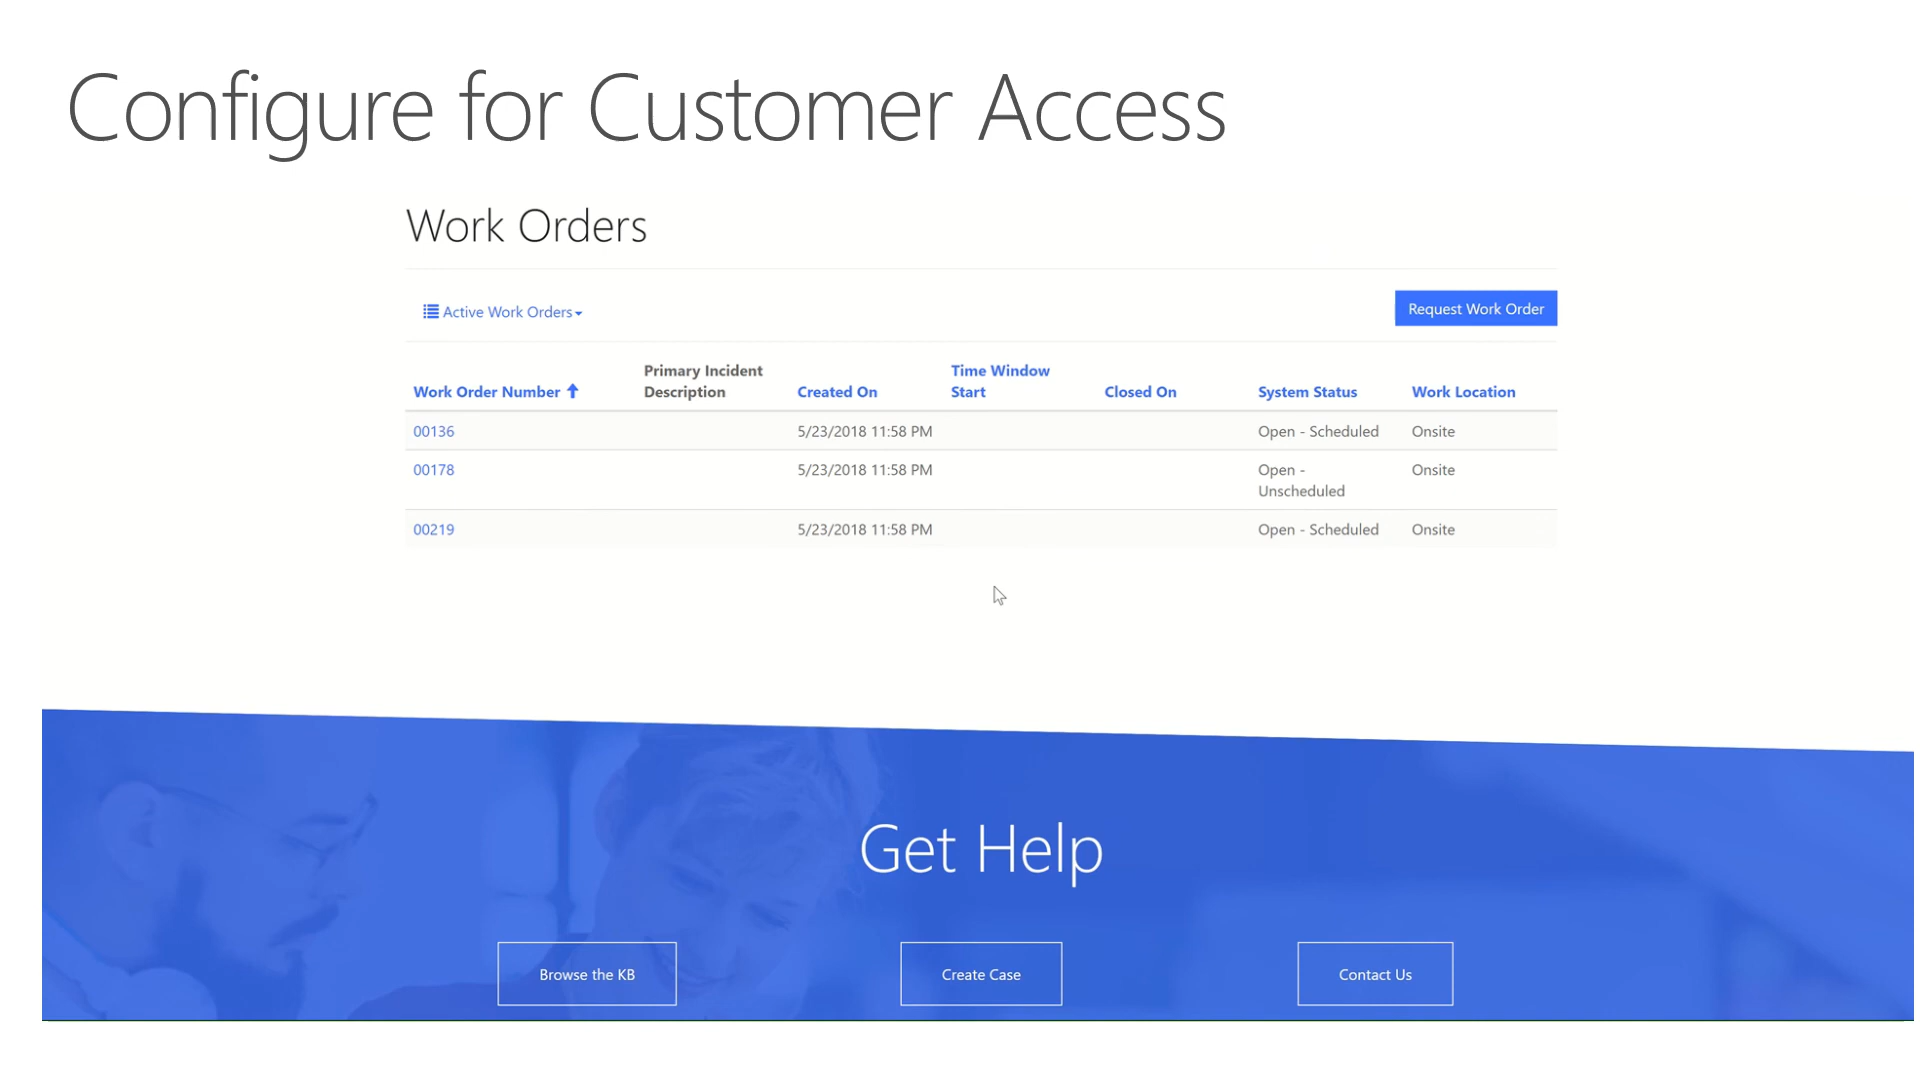 Configure for Customer Access
Work Orders
Active Work Orders
Request Work Order
Work Order Number
Primary Incident
Description
Created On
Time Window
Start
Closed On
System Status
Work Location
00136
5/23/2018 11:58 PM
Open - Scheduled
Onsite
00178
5/23/2018 11:58 PM
Open -
Unscheduled
Onsite
00219
5/23/2018 11:58 PM
Open - Scheduled
Onsite
Get Help
Browse the KB
Create Case
Contact Us